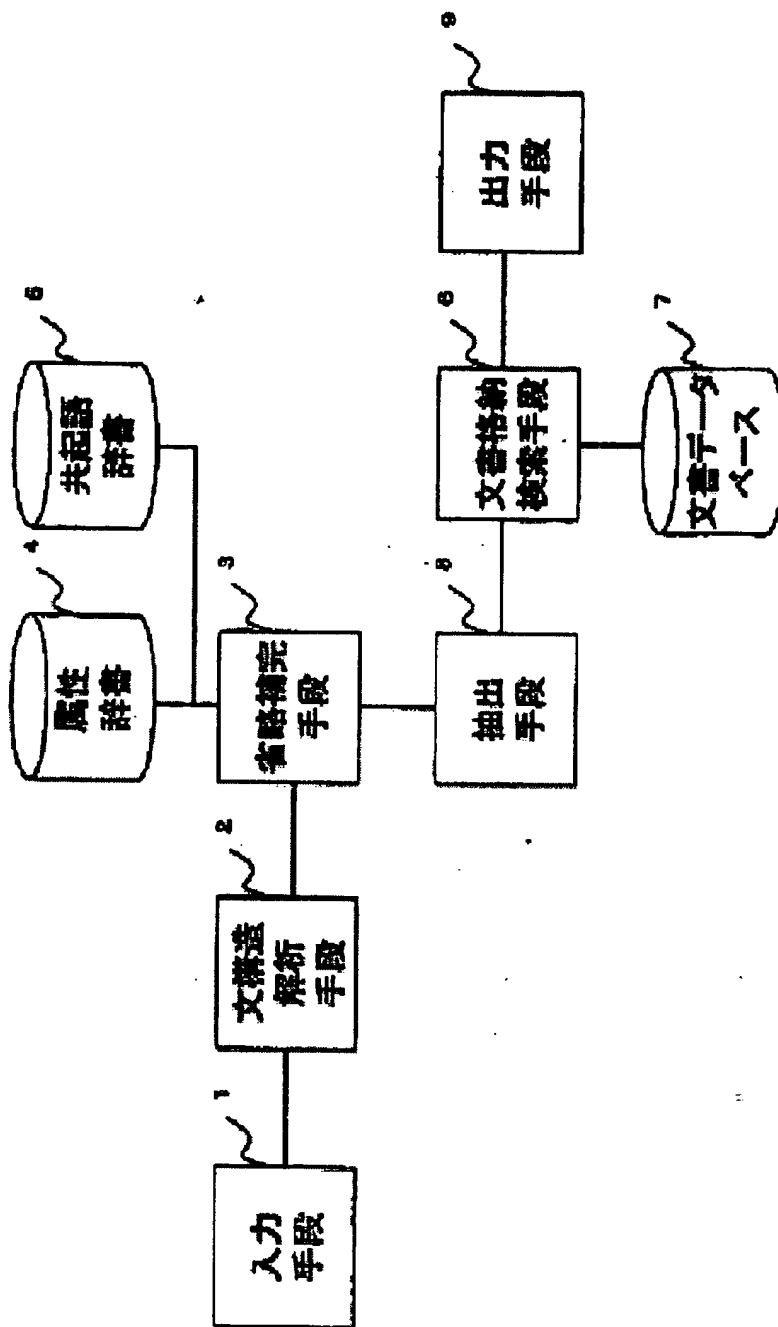 4
属性
辞書
共起語
辞書
1
入力
手段
2
文構造
解析
手段
3
省略補完
手段
抽出
手段
文書格納
検索手段
9
出力
手段
7
文書データ
ベース